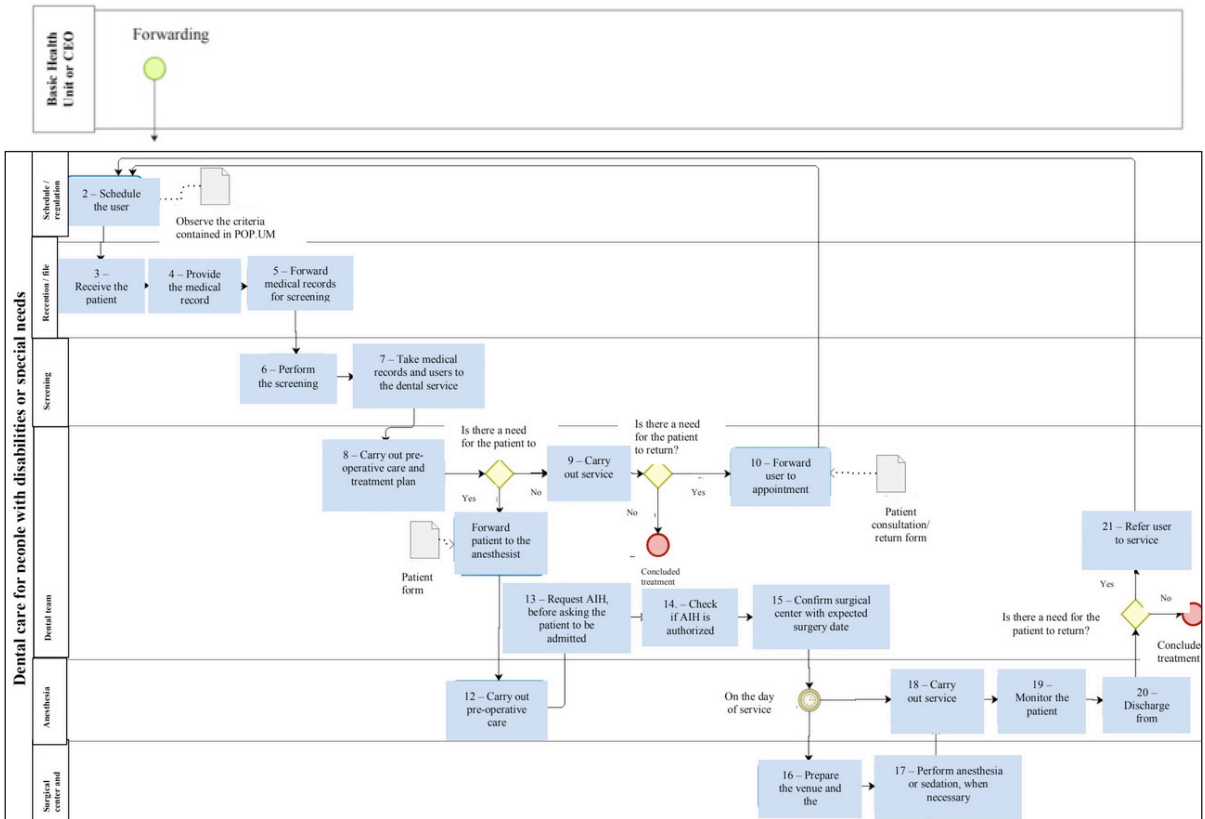 Basic Health
Unit or CEO
Forwarding
Dental care for people with disabilities or special needs
Schedule /
regulation
2 – Schedule
the user
Observe the criteria
contained in POP.UM
Recention / file
3 –
Receive the
patient
4 – Provide
the medical
record
5 – Forward
medical records
for screening
Screening
6 – Perform
the screening
7 – Take medical
records and users to
the dental service
Dental team
8 – Carry out pre-
operative care and
treatment plan
Is there a need
for the patient to
Yes
No
9 – Carry
out service
Is there a need
for the patient
to return?
Yes
No
Concluded
treatment
10 – Forward
user to
appointment
Patient
consultation/
return form
Forward
patient to the
anesthesist
Patient
form
13 – Request AIH,
before asking the
patient to be
admitted
14. – Check
if AIH is
authorized
15 – Confirm surgical
center with expected
surgery date
21 – Refer user
to service
Yes
No
Is there a need for the
patient to return?
Conclude
treatment
Anesthesia
12 – Carry out
pre-operative
care
On the day
of service
18 – Carry
out service
19 –
Monitor the
patient
20 –
Discharge
from
Surgical
center and
16 – Prepare
the venue and
the
17 – Perform anesthesia
or sedation, when
necessary